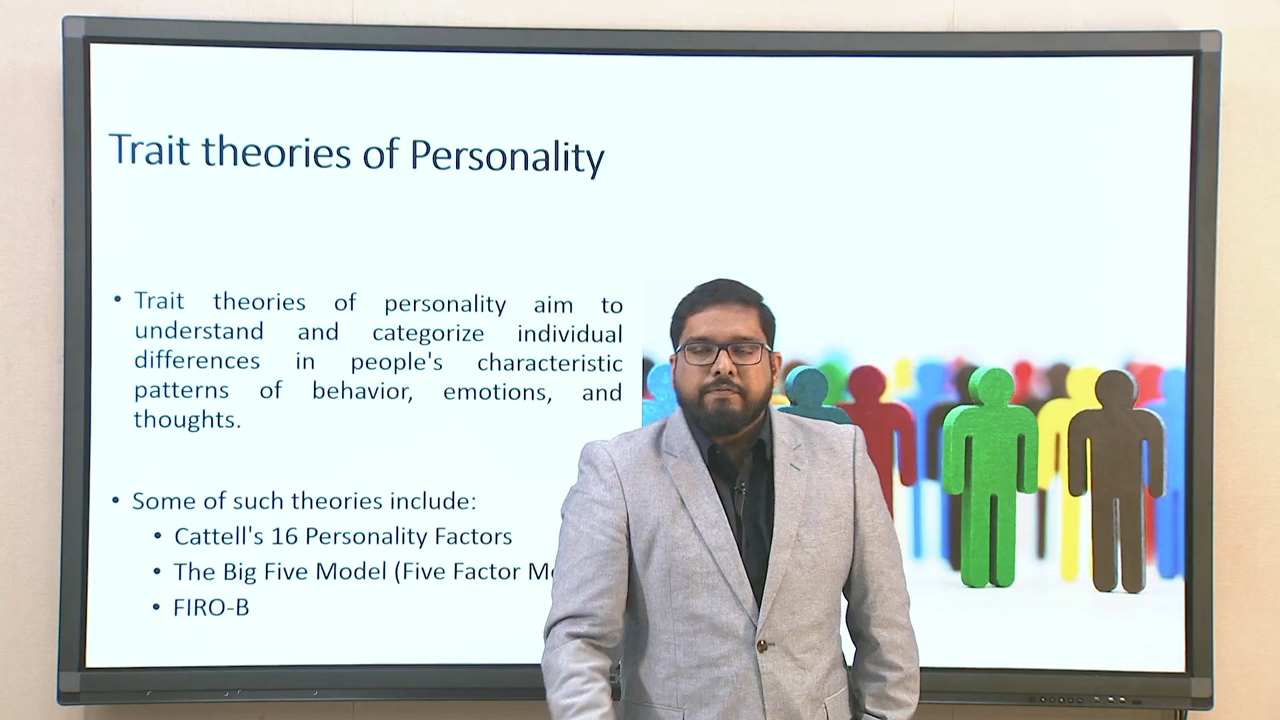 Trait theories of Personality
• Trait theories of personality aim to
understand and categorize individual
differences in people's characteristic
patterns of behavior, emotions, and
thoughts.
• Some of such theories include:
• Cattell's 16 Personality Factors
• The Big Five Model (Five Factor
• FIRO-B